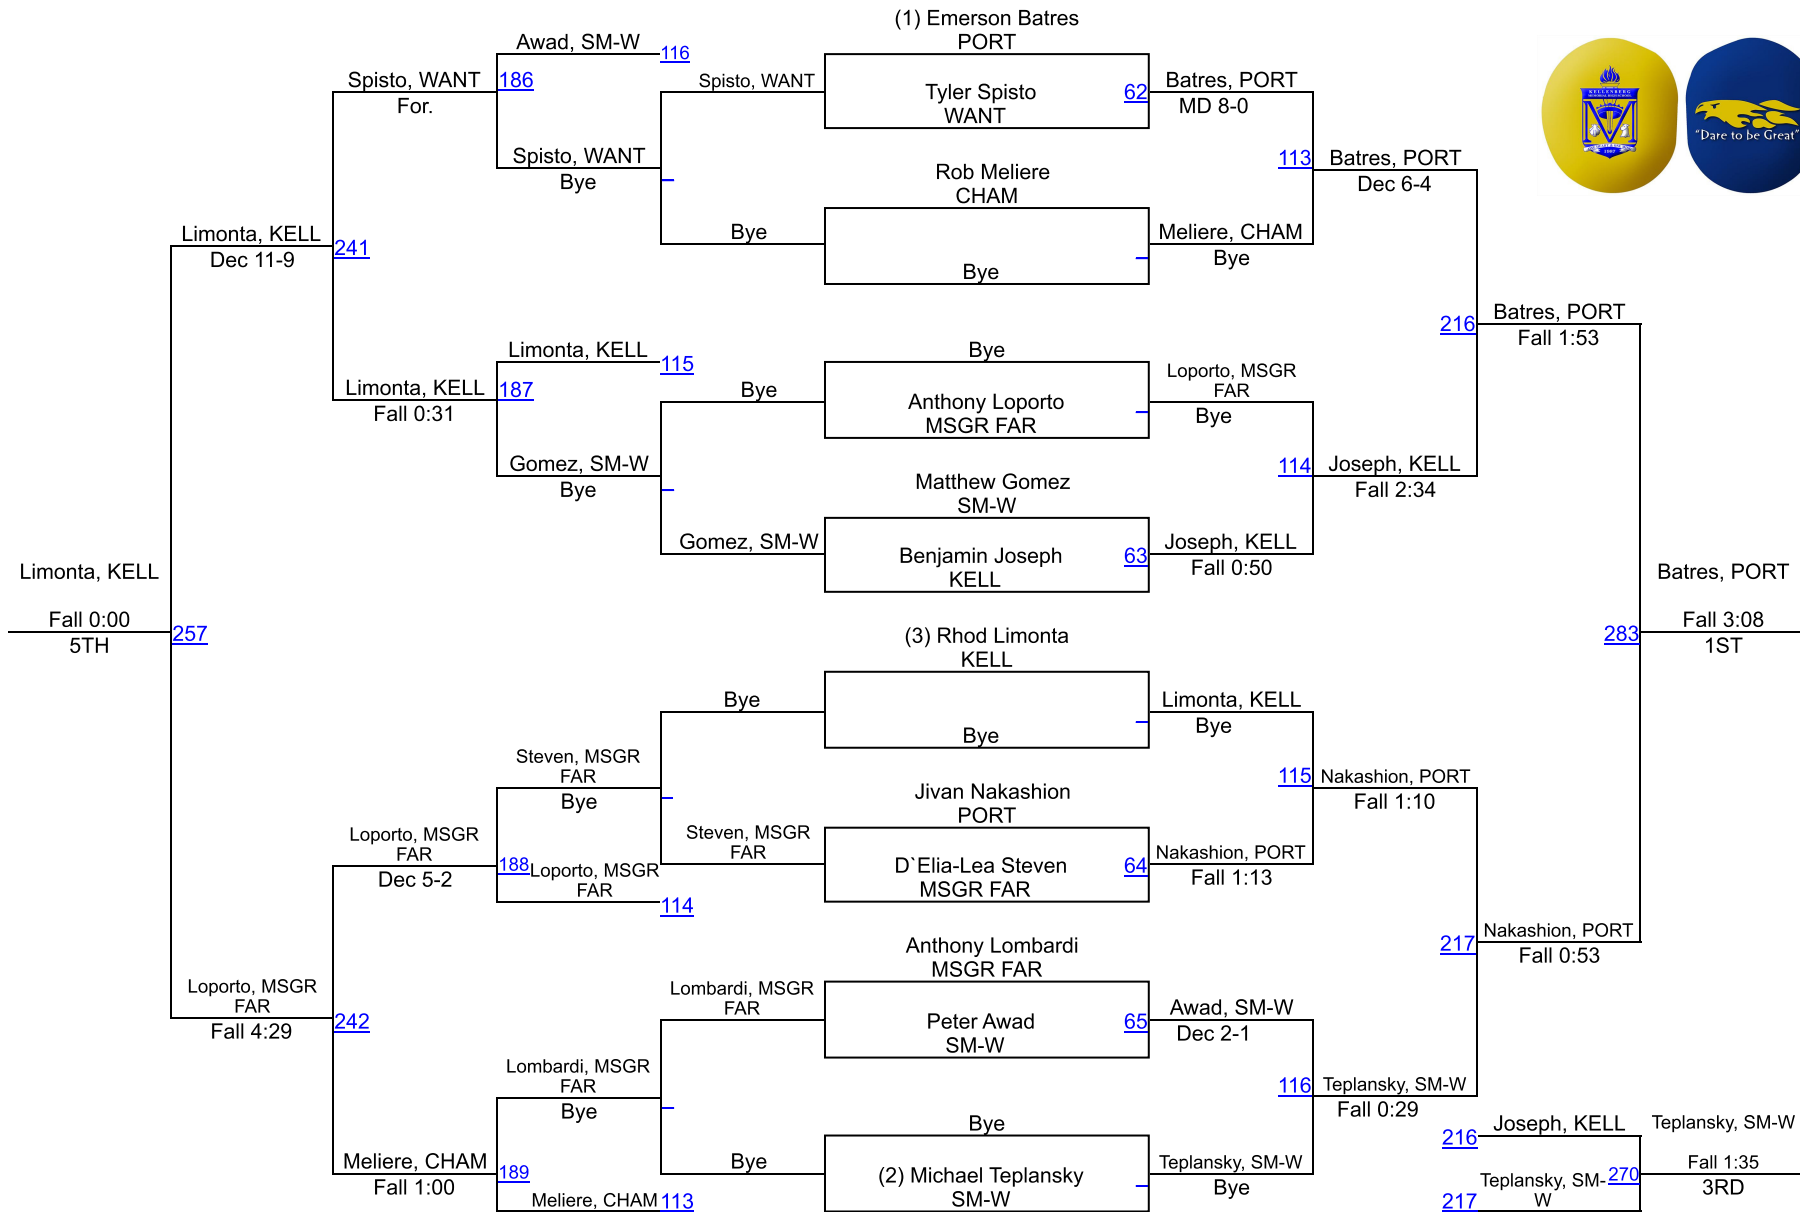 (1) Emerson Batres
PORT
Awad, SM-W
116
Spisto, WANT
186
For.
Spisto, WANT
Tyler Spisto
WANT
62
Batres, PORT
MD 8-0
KELLENBERG
MEMORIAL HIGH SCHOOL
"Dare to be Great"
Spisto, WANT
Bye
Rob Meliere
CHAM
113
Batres, PORT
Dec 6-4
Limonta, KELL
Dec 11-9
241
Bye
Bye
Meliere, CHAM
Bye
Batres, PORT
216
Fall 1:53
Limonta, KELL
115
Bye
Limonta, KELL
187
Fall 0:31
Bye
Anthony Loporto
MSGR FAR
Loporto, MSGR
FAR
Bye
Gomez, SM-W
Bye
Matthew Gomez
SM-W
114
Joseph, KELL
Fall 2:34
Gomez, SM-W
Benjamin Joseph
KELL
63
Joseph, KELL
Fall 0:50
Limonta, KELL
Fall 0:00
5TH
257
Batres, PORT
Fall 3:08
1ST
283
(3) Rhod Limonta
KELL
Bye
Bye
Limonta, KELL
Bye
Steven, MSGR
FAR
Bye
Jivan Nakashion
PORT
115
Nakashion, PORT
Fall 1:10
Loporto, MSGR
FAR
Dec 5-2
188
Loporto, MSGR
FAR
114
Steven, MSGR
FAR
D`Elia-Lea Steven
MSGR FAR
64
Nakashion, PORT
Fall 1:13
Anthony Lombardi
MSGR FAR
217
Nakashion, PORT
Fall 0:53
Loporto, MSGR
FAR
Fall 4:29
242
Lombardi, MSGR
FAR
Peter Awad
SM-W
65
Awad, SM-W
Dec 2-1
Lombardi, MSGR
FAR
Bye
116
Teplansky, SM-W
Fall 0:29
Bye
Meliere, CHAM
Fall 1:00
189
Meliere, CHAM
113
Bye
(2) Michael Teplansky
SM-W
Teplansky, SM-W
Bye
216
Joseph, KELL
Teplansky, SM-W
Teplansky, SM-
W
217
270
Fall 1:35
3RD